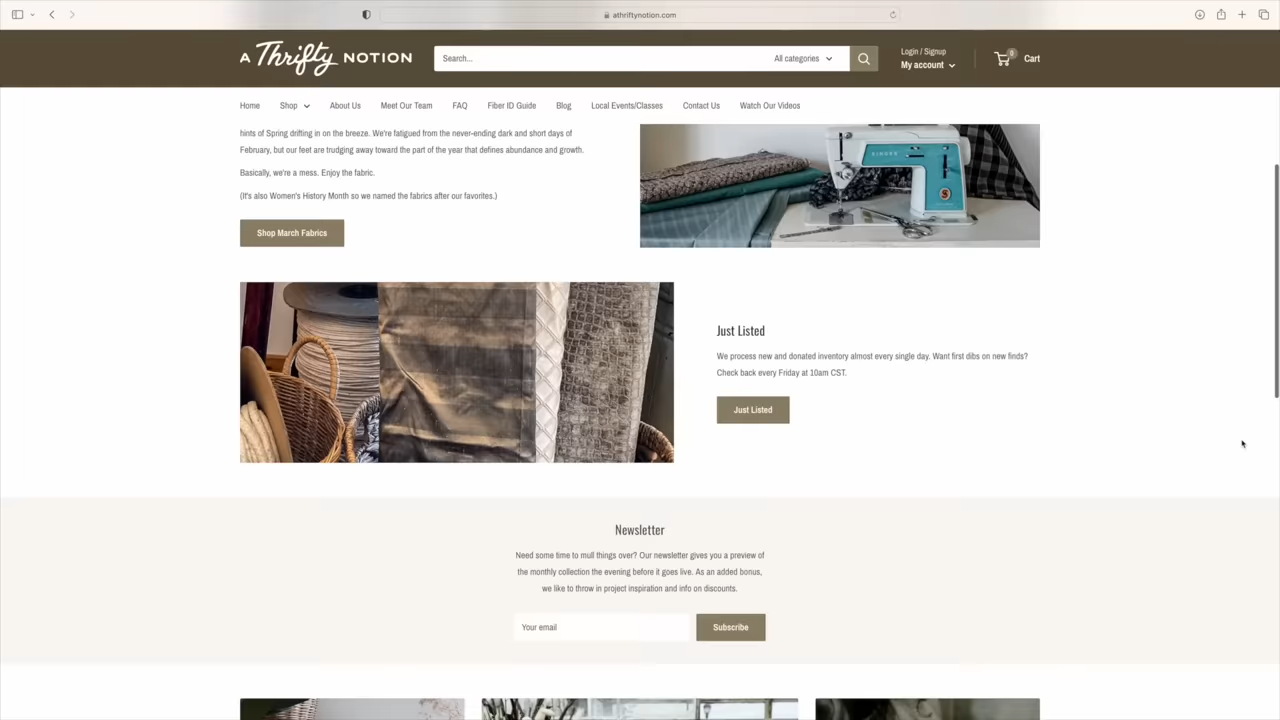 athriftynotion.com
A Thrifty NOTION
Search...
All categories
Login / Signup
My account
0
Cart
Home
Shop
About Us
Meet Our Team
FAQ
Fiber ID Guide
Blog
Local Events/Classes
Contact Us
Watch Our Videos
hints of Spring drifting in on the breeze. We're fatigued from the never-ending dark and short days of
February, but our feet are trudging away toward the part of the year that defines abundance and growth.
Basically, we're a mess. Enjoy the fabric.
(It's also Women's History Month so we named the fabrics after our favorites.)
Shop March Fabrics
SINGER
Just Listed
We process new and donated inventory almost every single day. Want first dibs on new finds?
Check back every Friday at 10am CST.
Just Listed
Newsletter
Need some time to mull things over? Our newsletter gives you a preview of
the monthly collection the evening before it goes live. As an added bonus,
we like to throw in project inspiration and info on discounts.
Your email
Subscribe